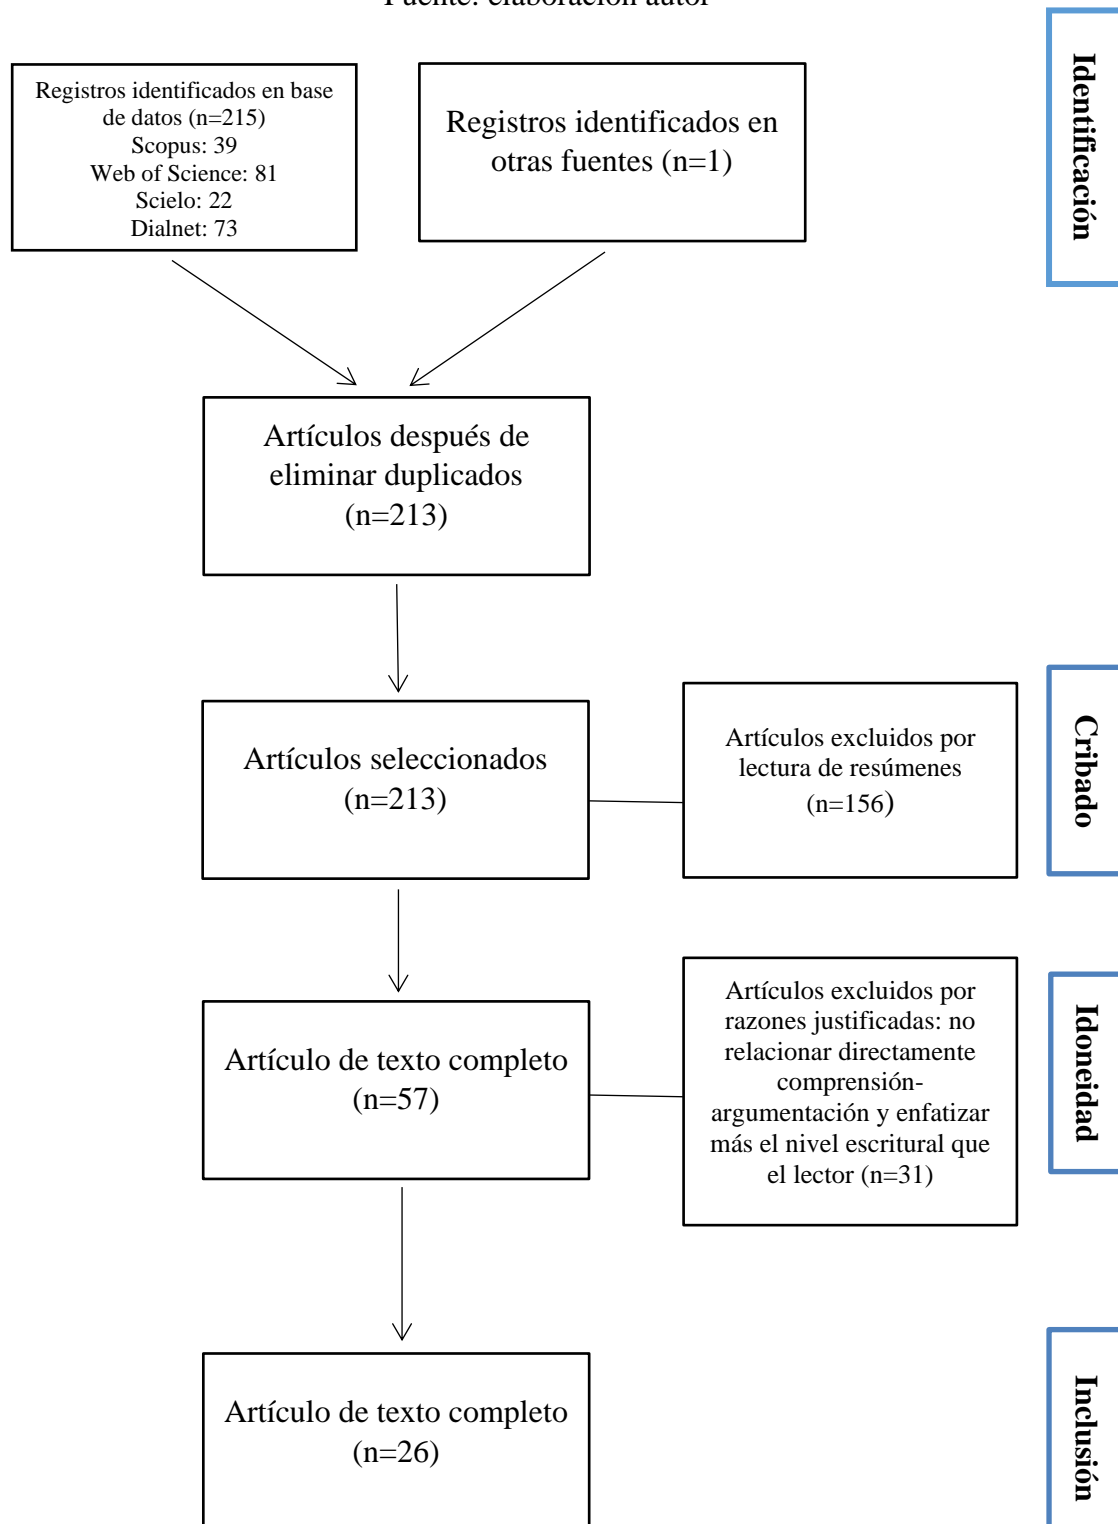 Fuente: elaboración autor
Identificación
Registros identificados en base
de datos (n=215)
Scopus: 39
Web of Science: 81
Scielo: 22
Dialnet: 73
Registros identificados en
otras fuentes (n=1)
Artículos después de
eliminar duplicados
(n=213)
Cribado
Artículos seleccionados
(n=213)
Artículos excluidos por
lectura de resúmenes
(n=156)
Idoneidad
Artículo de texto completo
(n=57)
Artículos excluidos por
razones justificadas: no
relacionar directamente
comprensión-
argumentación y enfatizar
más el nivel escritural que
el lector (n=31)
Inclusión
Artículo de texto completo
(n=26)